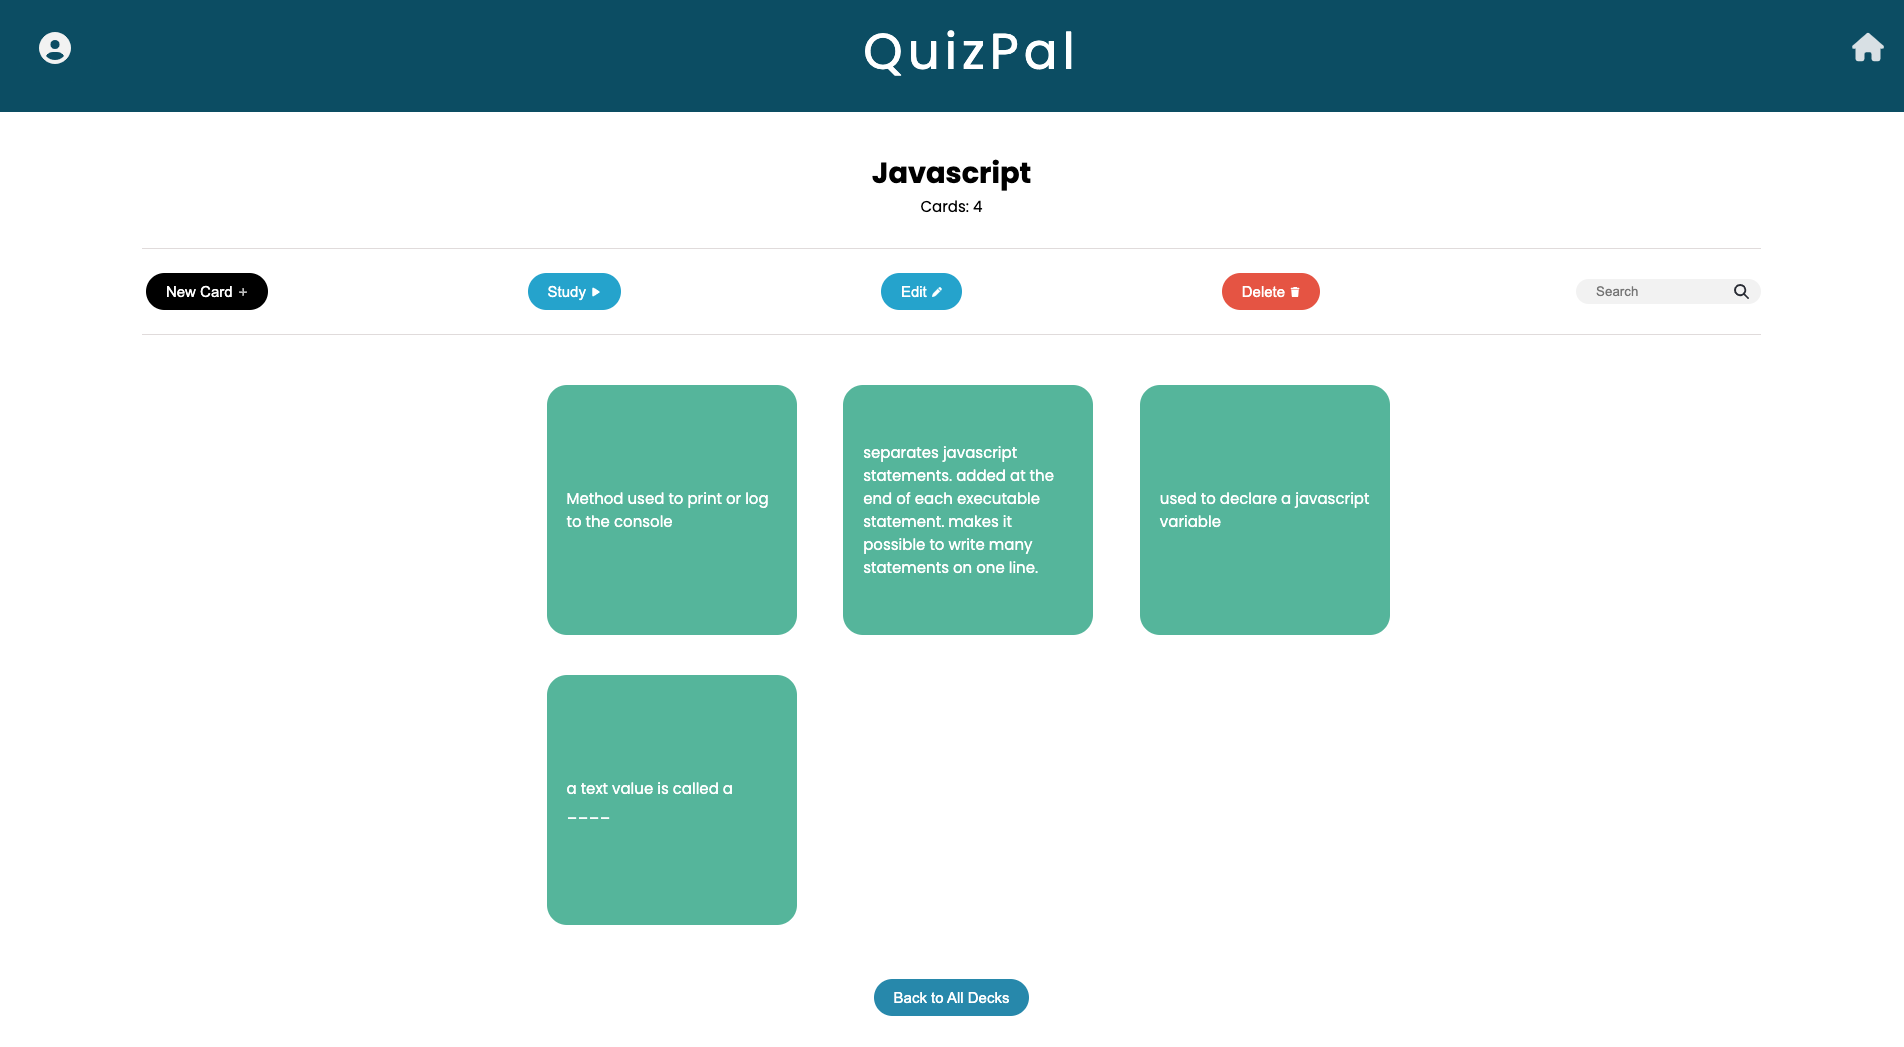 QuizPal
Javascript
Cards: 4
New Card +
Study
Edit
Delete
Search
Method used to print or log
to the console
separates javascript
statements. added at the
end of each executable
statement. makes it
possible to write many
statements on one line.
used to declare a javascript
variable
a text value is called a
____
Back to All Decks